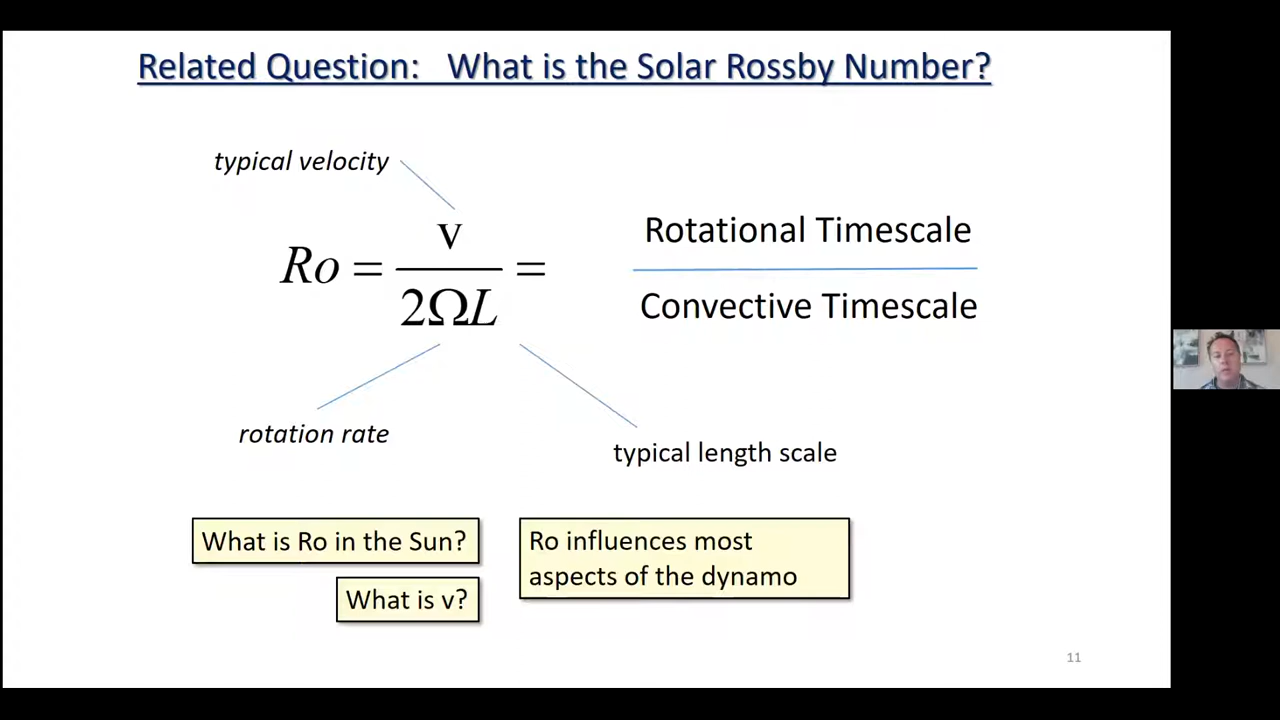 Related Question: What is the Solar Rossby Number?
typical velocity
Ro = v / 2ΩL =
Rotational Timescale
Convective Timescale
rotation rate
typical length scale
What is Ro in the Sun?
What is v?
Ro influences most
aspects of the dynamo
11